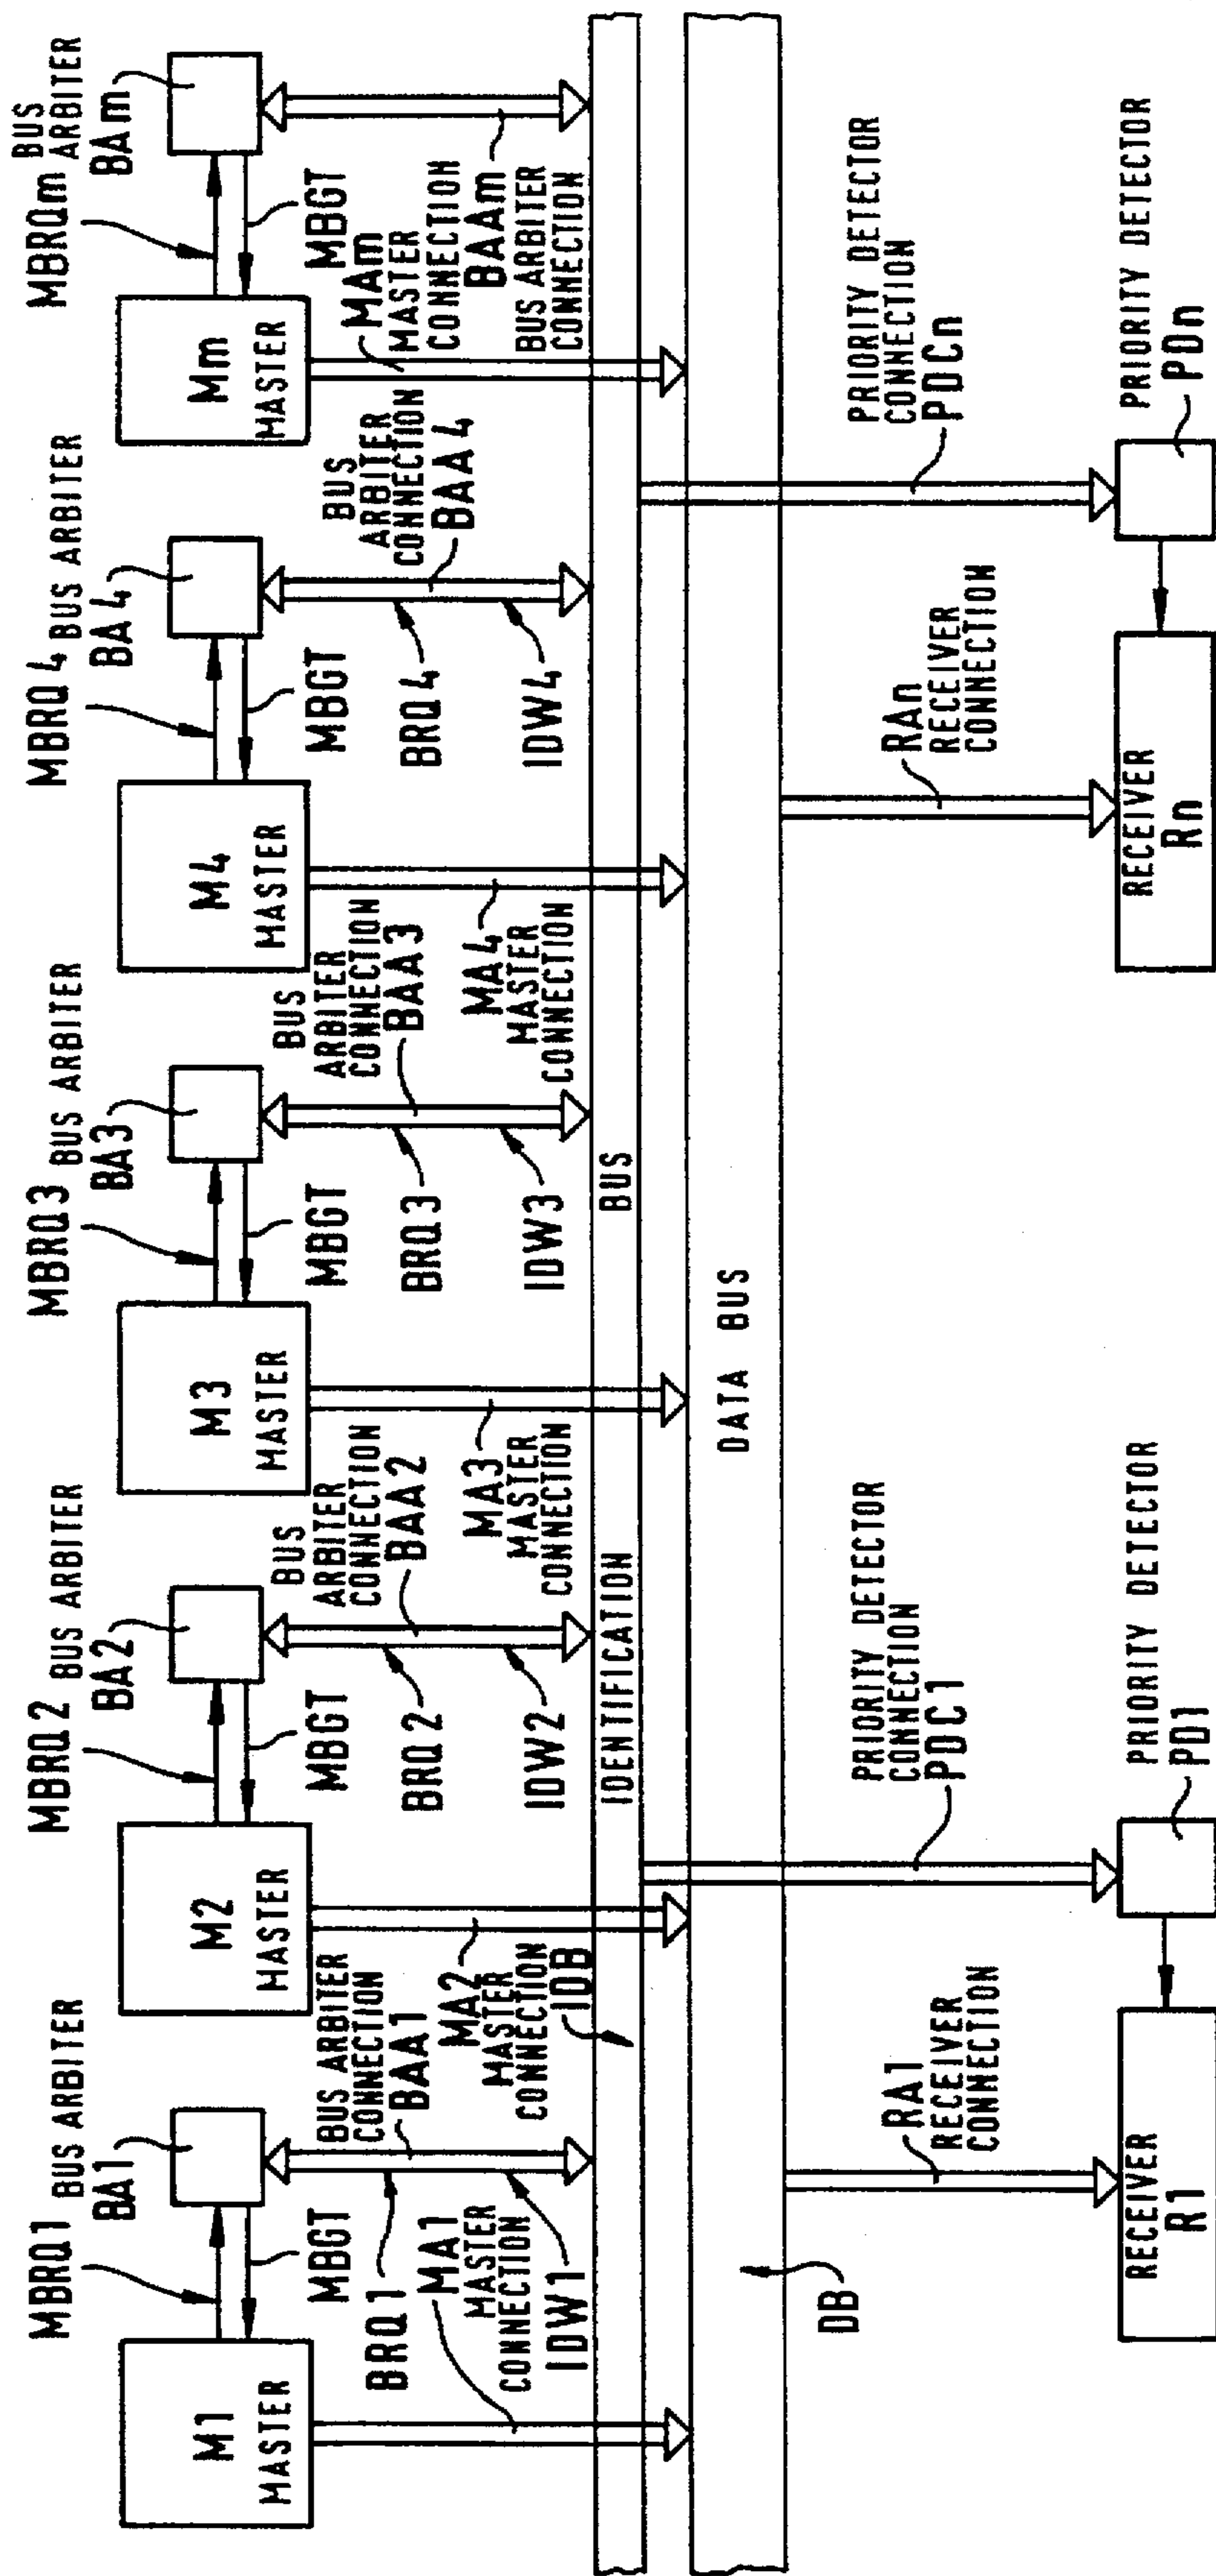 MBRQ1
BUS ARBITER
BA1
M1
MASTER
MBGT
BRQ1
BUS ARBITER
CONNECTION
BAA1
MA1
MASTER
CONNECTION
IDW1
MBRQ2
BUS ARBITER
BA2
M2
MASTER
MBGT
BRQ2
BUS
ARBITER
CONNECTION
BAA2
MA2
MASTER
CONNECTION
IDB
IDW2
MBRQ3
BUS ARBITER
BA3
M3
MASTER
MBGT
BRQ3
BUS
ARBITER
CONNECTION
BAA3
MA3
MASTER
CONNECTION
IDW3
MBRQ4
BUS ARBITER
BA4
M4
MASTER
MBGT
BRQ4
BUS
ARBITER
CONNECTION
BAA4
MA4
MASTER
CONNECTION
IDW4
MBRQm
BUS
ARBITER
BAm
Mm
MASTER
MBGT
MAm
MASTER
CONNECTION
BAAm
BUS ARBITER
CONNECTION
IDENTIFICATION BUS
DATA BUS
DB
RA1
RECEIVER
CONNECTION
PRIORITY DETECTOR
CONNECTION
PDC1
RAn
RECEIVER
CONNECTION
PRIORITY DETECTOR
CONNECTION
PDCn
RECEIVER
R1
PRIORITY DETECTOR
PD1
RECEIVER
Rn
PRIORITY DETECTOR
PDn